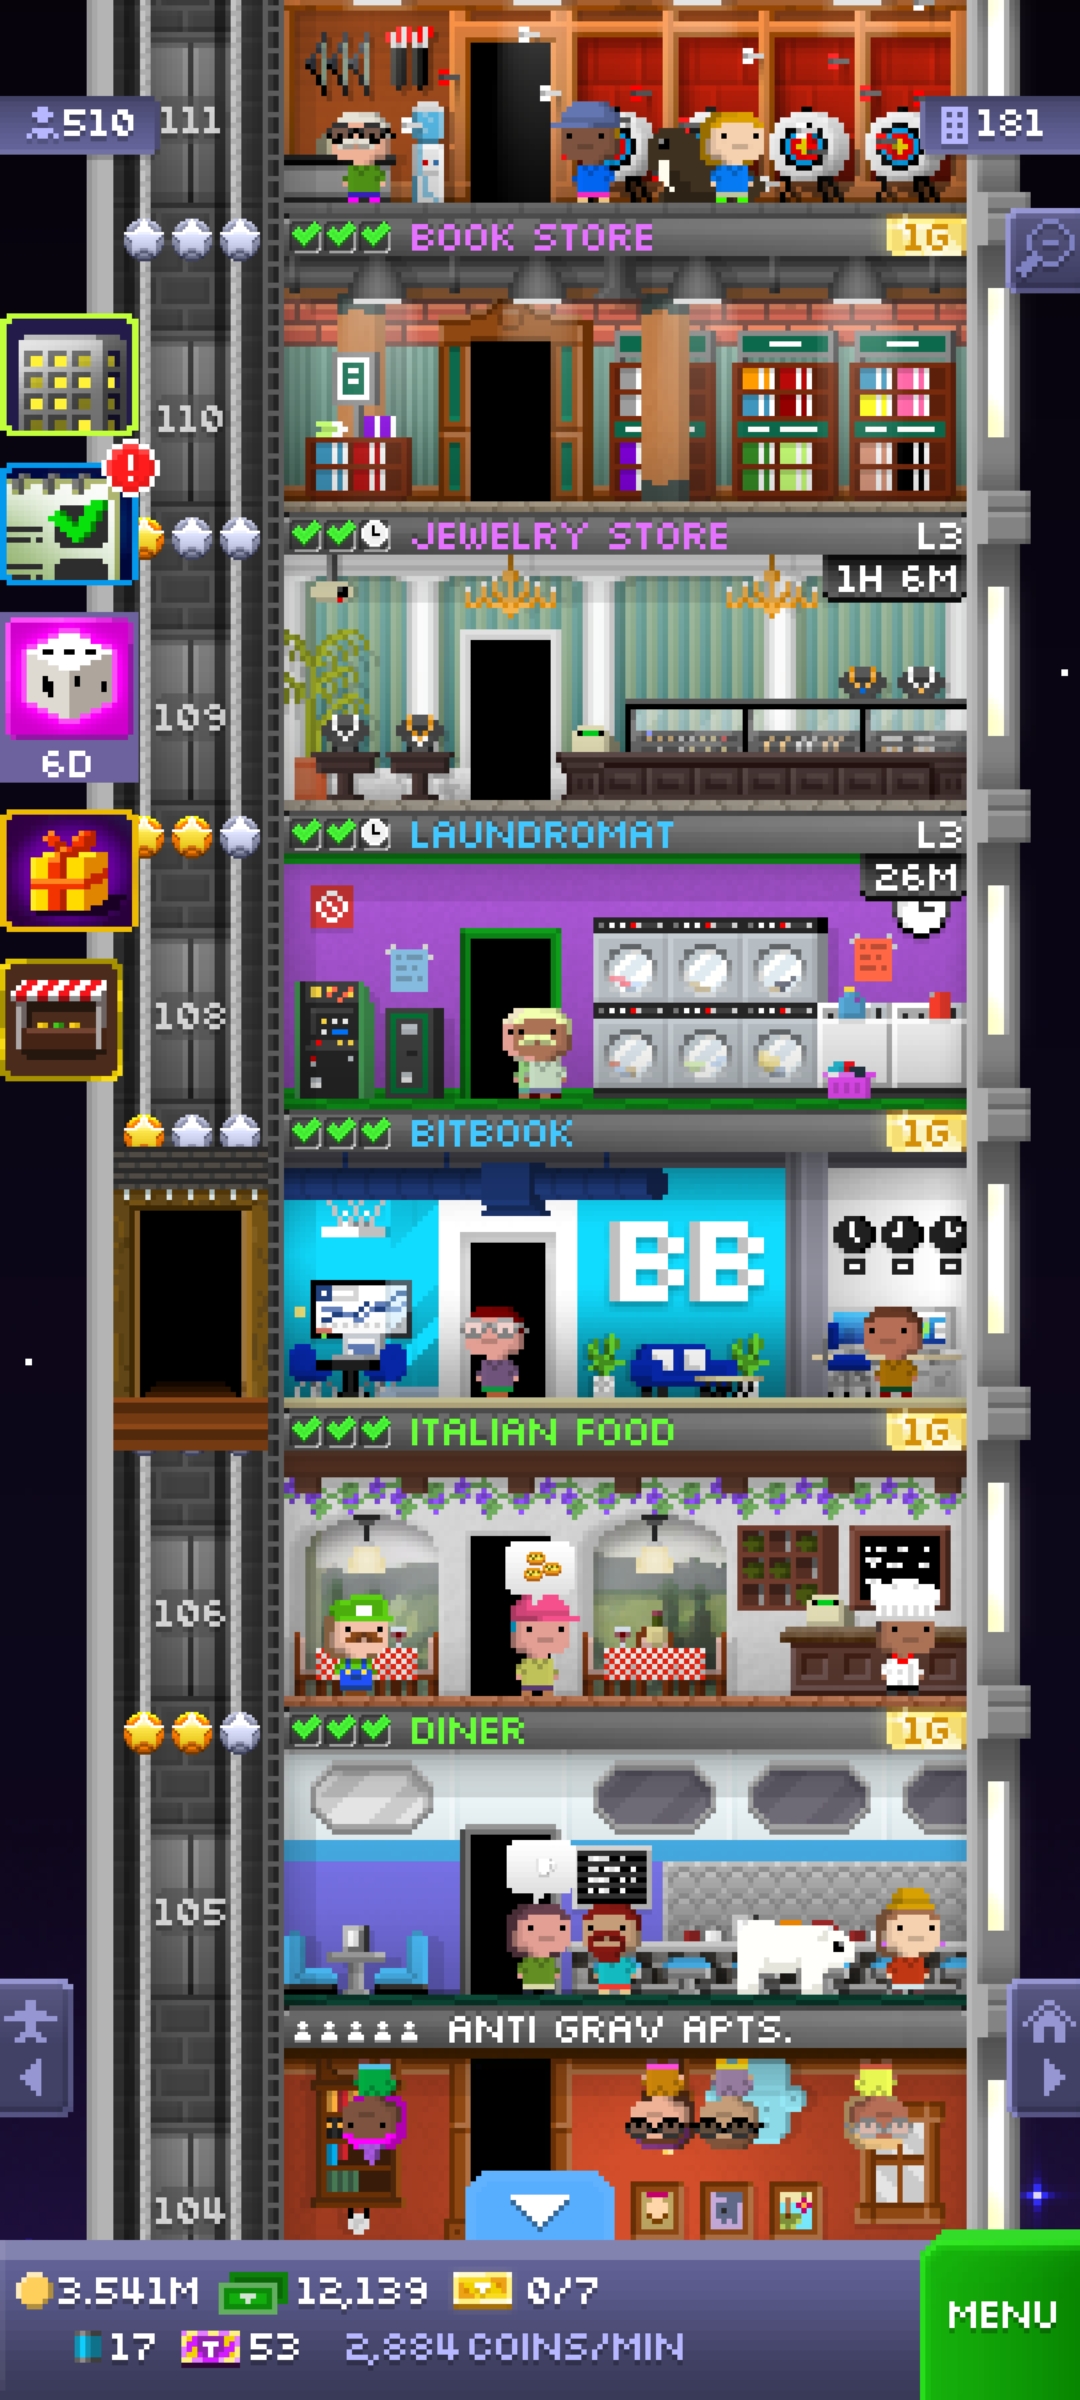 510
111
181
BOOK STORE
1G
110
JEWELRY STORE
L3
1H 6M
109
6D
LAUNDROMAT
L3
26M
108
BITBOOK
1G
BB
ITALIAN FOOD
1G
106
DINER
1G
105
ANTI GRAV APTS.
104
3.541M
12,139
0/7
MENU
17
53
2,884 COINS/MIN